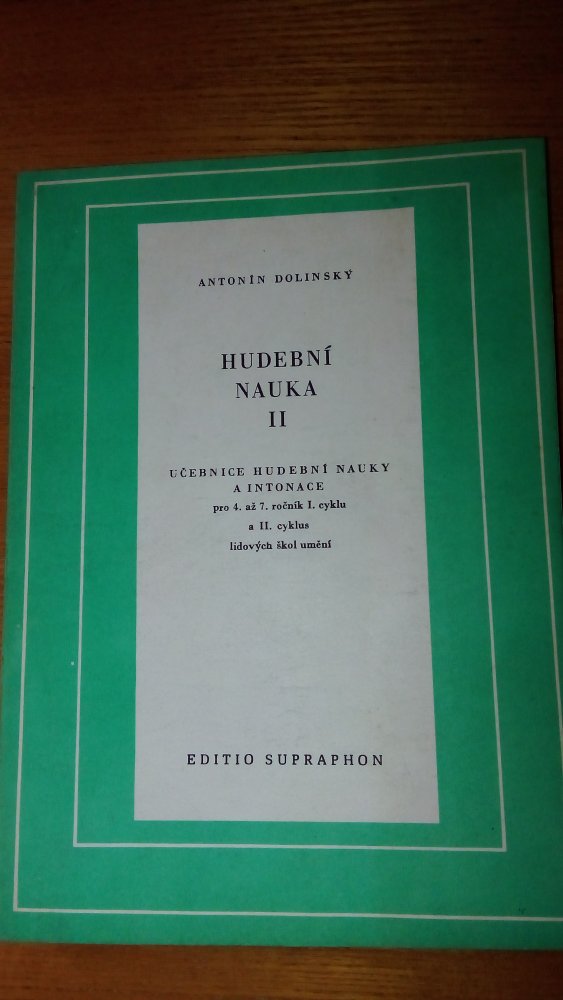 ANTONÍN DOLINSKÝ
HUDEBNÍ
NAUKA
II
UČEBNICE HUDEBNÍ NAUKY
A INTONACE
pro 4. až 7. ročník I. cyklu
a II. cyklus
lidových škol umění
EDITIO SUPRAPHON